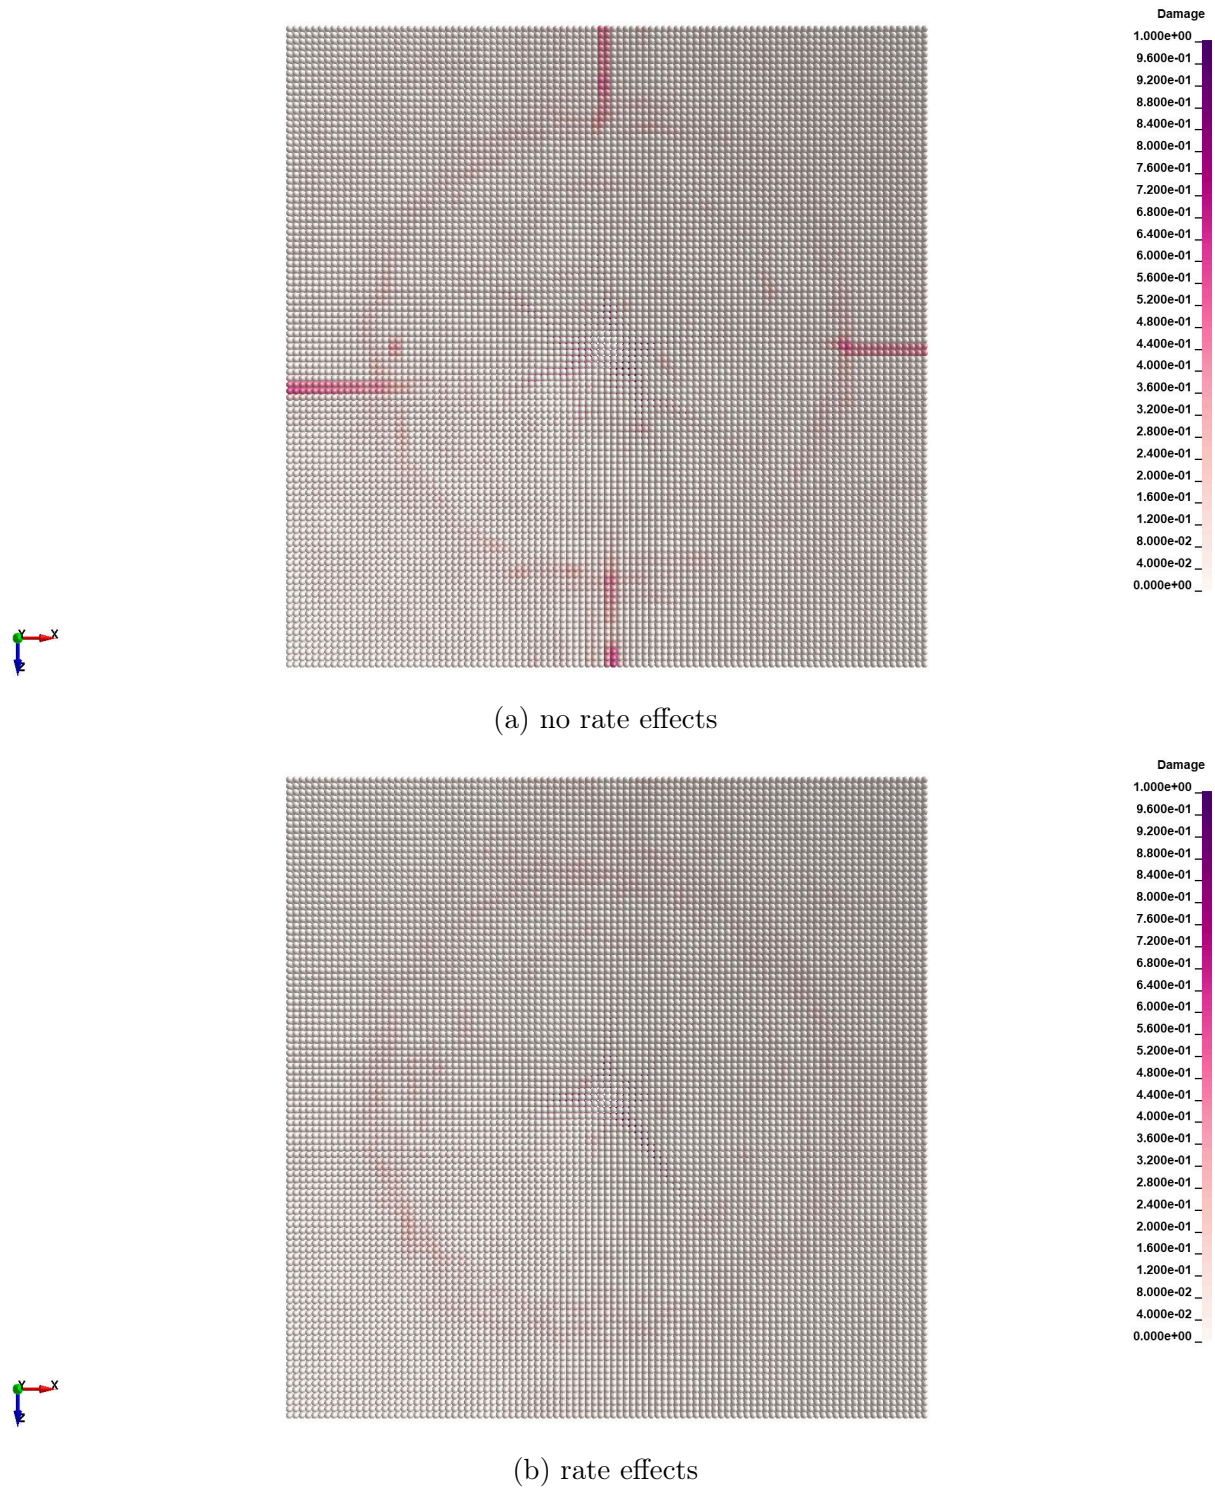 Damage
1.000e+00
9.600e-01
9.200e-01
8.800e-01
8.400e-01
8.000e-01
7.600e-01
7.200e-01
6.800e-01
6.400e-01
6.000e-01
5.600e-01
5.200e-01
4.800e-01
4.400e-01
4.000e-01
3.600e-01
3.200e-01
2.800e-01
2.400e-01
2.000e-01
1.600e-01
1.200e-01
8.000e-02
4.000e-02
0.000e+00
Y X
Z
(a) no rate effects
Damage
1.000e+00
9.600e-01
9.200e-01
8.800e-01
8.400e-01
8.000e-01
7.600e-01
7.200e-01
6.800e-01
6.400e-01
6.000e-01
5.600e-01
5.200e-01
4.800e-01
4.400e-01
4.000e-01
3.600e-01
3.200e-01
2.800e-01
2.400e-01
2.000e-01
1.600e-01
1.200e-01
8.000e-02
4.000e-02
0.000e+00
Y X
Z
(b) rate effects